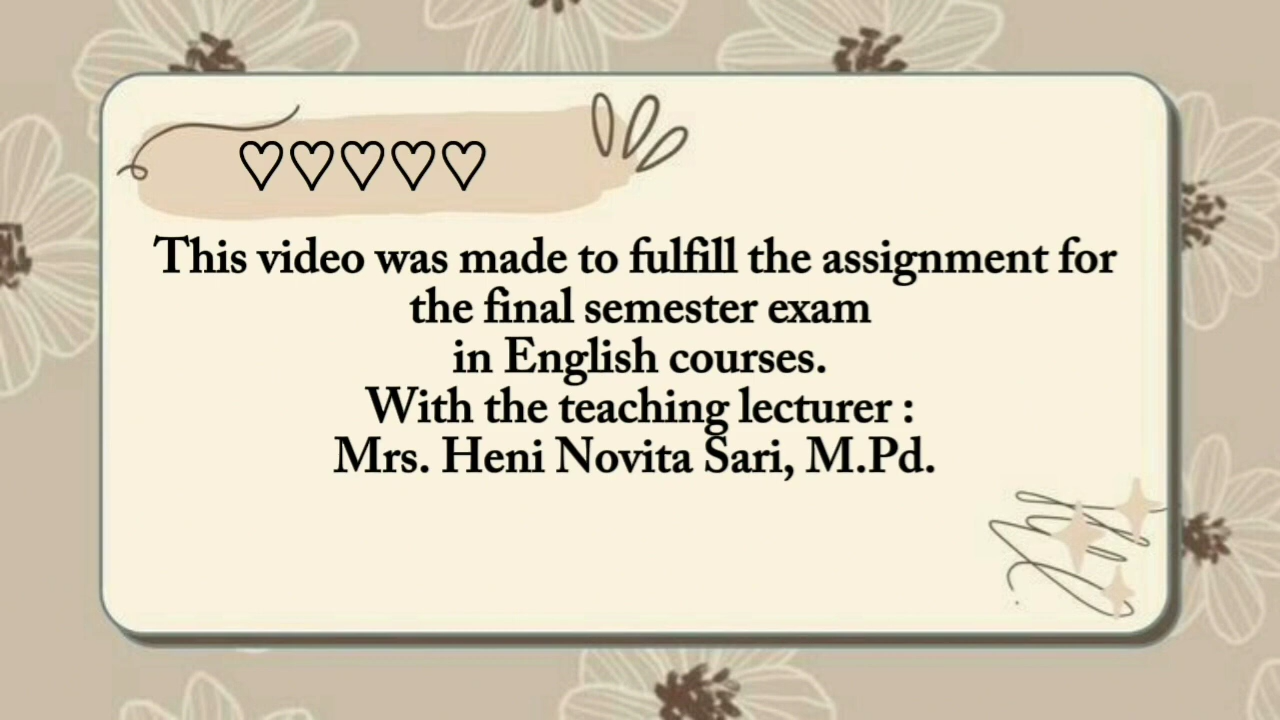 ♡♡♡♡♡
This video was made to fulfill the assignment for
the final semester exam
in English courses.
With the teaching lecturer :
Mrs. Heni Novita Sari, M.Pd.